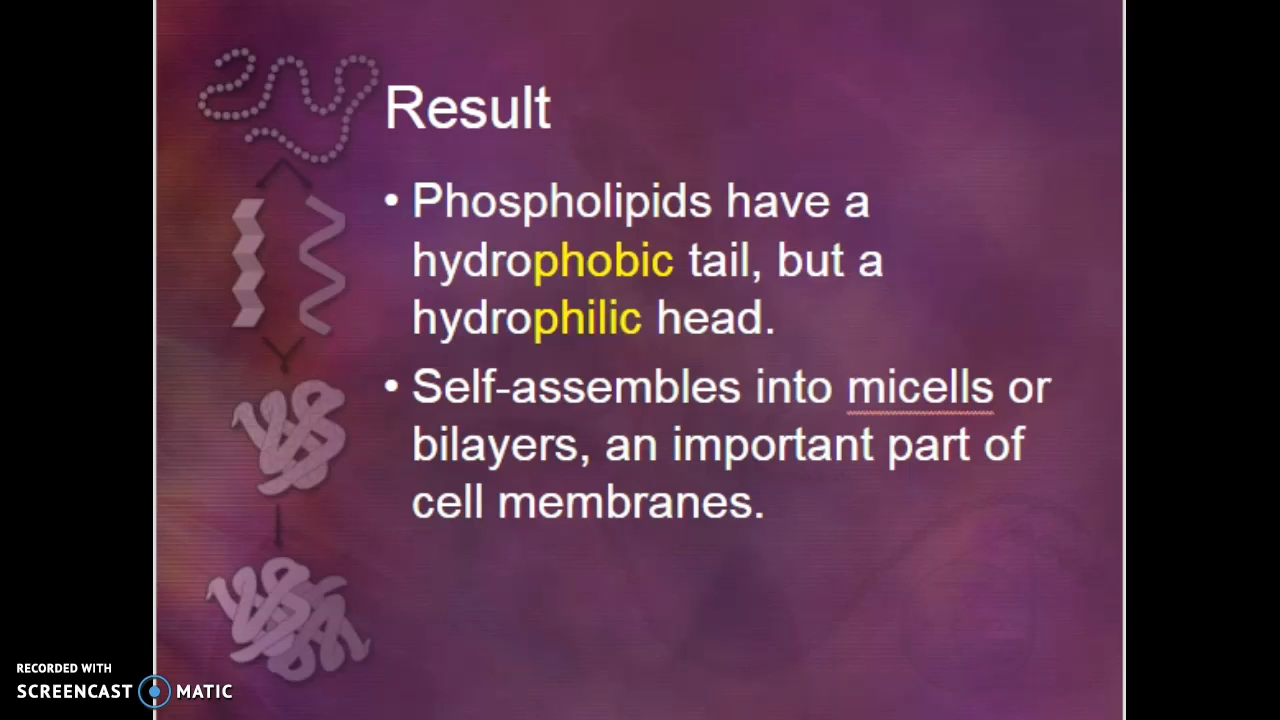 Result
• Phospholipids have a
hydrophobic tail, but a
hydrophilic head.
• Self-assembles into micells or
bilayers, an important part of
cell membranes.
RECORDED WITH
SCREENCAST MATIC